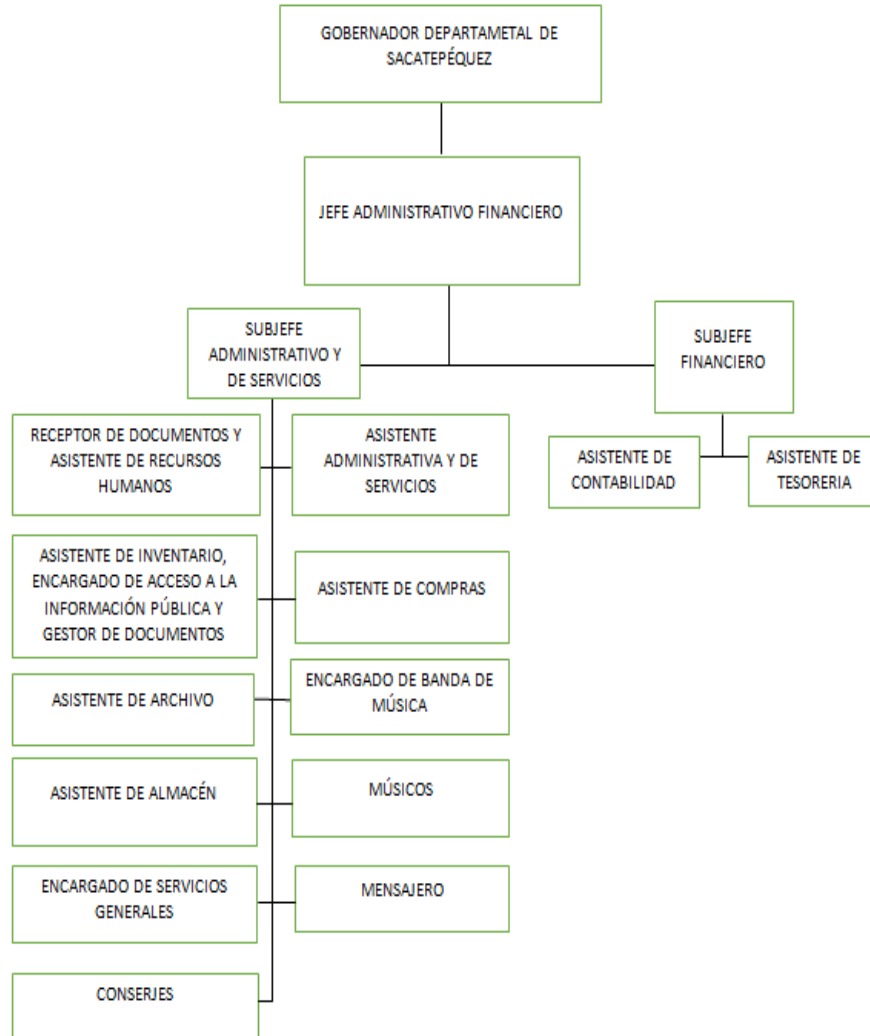 GOBERNADOR DEPARTAMETAL DE
SACATEPÉQUEZ
JEFE ADMINISTRATIVO FINANCIERO
SUBJEFE
ADMINISTRATIVO Y
DE SERVICIOS
SUBJEFE
FINANCIERO
RECEPTOR DE DOCUMENTOS Y
ASISTENTE DE RECURSOS
HUMANOS
ASISTENTE
ADMINISTRATIVA Y DE
SERVICIOS
ASISTENTE DE
CONTABILIDAD
ASISTENTE DE
TESORERIA
ASISTENTE DE INVENTARIO,
ENCARGADO DE ACCESO A LA
INFORMACIÓN PÚBLICA Y
GESTOR DE DOCUMENTOS
ASISTENTE DE COMPRAS
ASISTENTE DE ARCHIVO
ENCARGADO DE BANDA DE
MÚSICA
ASISTENTE DE ALMACÉN
MÚSICOS
ENCARGADO DE SERVICIOS
GENERALES
MENSAJERO
CONSERJES